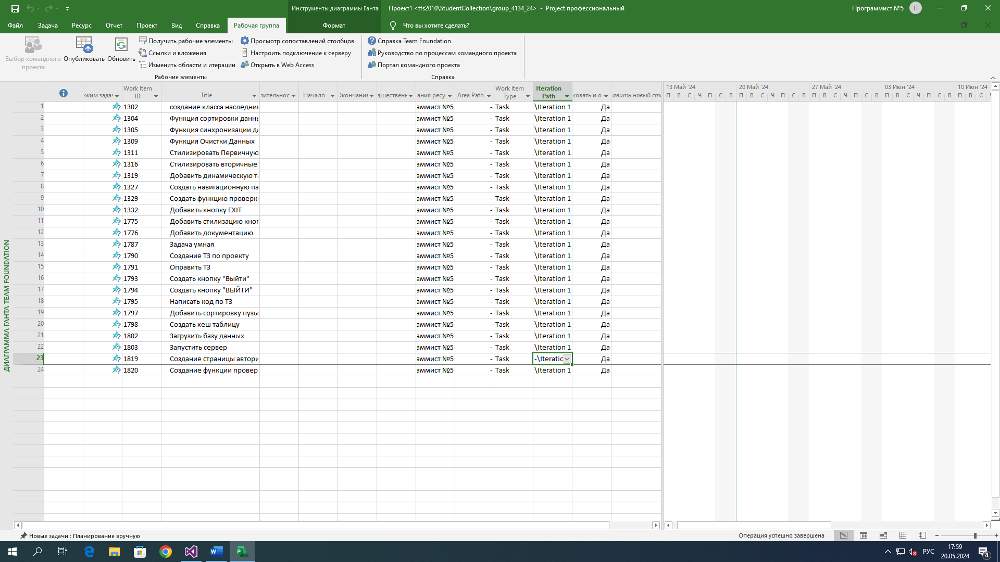 Инструменты диаграммы Ганта
Проект1 <tfs2010\StudentCollection\group_4134_24> - Project профессиональный
Программист №5
П
Файл Задача Ресурс Отчет Проект Вид Справка Рабочая группа Формат Что вы хотите сделать?
Выбор командного проекта
Опубликовать
Обновить
Получить рабочие элементы
Ссылки и вложения
Изменить области и итерации
Просмотр сопоставлений столбцов
Настроить подключение к серверу
Открыть в Web Access
Рабочие элементы
Справка Team Foundation
Руководство по процессам командного проекта
Портал командного проекта
Справка
ДИАГРАММА ГАНТА TEAM FOUNDATION
жим задач Work Item ID Title лительнос Начало Окончание дшественн ания ресу Area Path Work Item Type Iteration Path ковать и о авить новый ст
13 Май '24 20 Май '24 27 Май '24 03 Июн '24 10 Июн '24
П В С Ч П С В П В С Ч П С В П В С Ч П С В П В С Ч П С В П В С
1 1302 создание класса наследни аммист №5 - Task \Iteration 1 Да
2 1304 Функция сортировки данн аммист №5 - Task \Iteration 1 Да
3 1305 Функция синхронизации да аммист №5 - Task \Iteration 1 Да
4 1309 Функция Очистки Данных аммист №5 - Task \Iteration 1 Да
5 1311 Стилизировать Первичную аммист №5 - Task \Iteration 1 Да
6 1316 Стилизировать вторичные аммист №5 - Task \Iteration 1 Да
7 1319 Добавить динамическую та аммист №5 - Task \Iteration 1 Да
8 1327 Создать навигационную па аммист №5 - Task \Iteration 1 Да
9 1329 Создать функцию проверк аммист №5 - Task \Iteration 1 Да
10 1332 Добавить кнопку EXIT аммист №5 - Task \Iteration 1 Да
11 1775 Добавить стилизацию кноп аммист №5 - Task \Iteration 1 Да
12 1776 Добавить документацию аммист №5 - Task \Iteration 1 Да
13 1787 Задача умная аммист №5 - Task \Iteration 1 Да
14 1790 Создание ТЗ по проекту аммист №5 - Task \Iteration 1 Да
15 1791 Оправить ТЗ аммист №5 - Task \Iteration 1 Да
16 1793 Создать кнопку "Выйти" аммист №5 - Task \Iteration 1 Да
17 1794 Создать кнопку "ВЫЙТИ" аммист №5 - Task \Iteration 1 Да
18 1795 Написать код по ТЗ аммист №5 - Task \Iteration 1 Да
19 1797 Добавить сортировку пузы аммист №5 - Task \Iteration 1 Да
20 1798 Создать хеш таблицу аммист №5 - Task \Iteration 1 Да
21 1802 Загрузить базу данных аммист №5 - Task \Iteration 1 Да
22 1803 Запустить сервер аммист №5 - Task \Iteration 1 Да
23 1819 Создание страницы автори аммист №5 - Task -\Iteratio Да
24 1820 Создание функции провер аммист №5 - Task \Iteration 1 Да
Новые задачи : Планирование вручную
Операция успешно завершена
РУС
17:59
20.05.2024
4